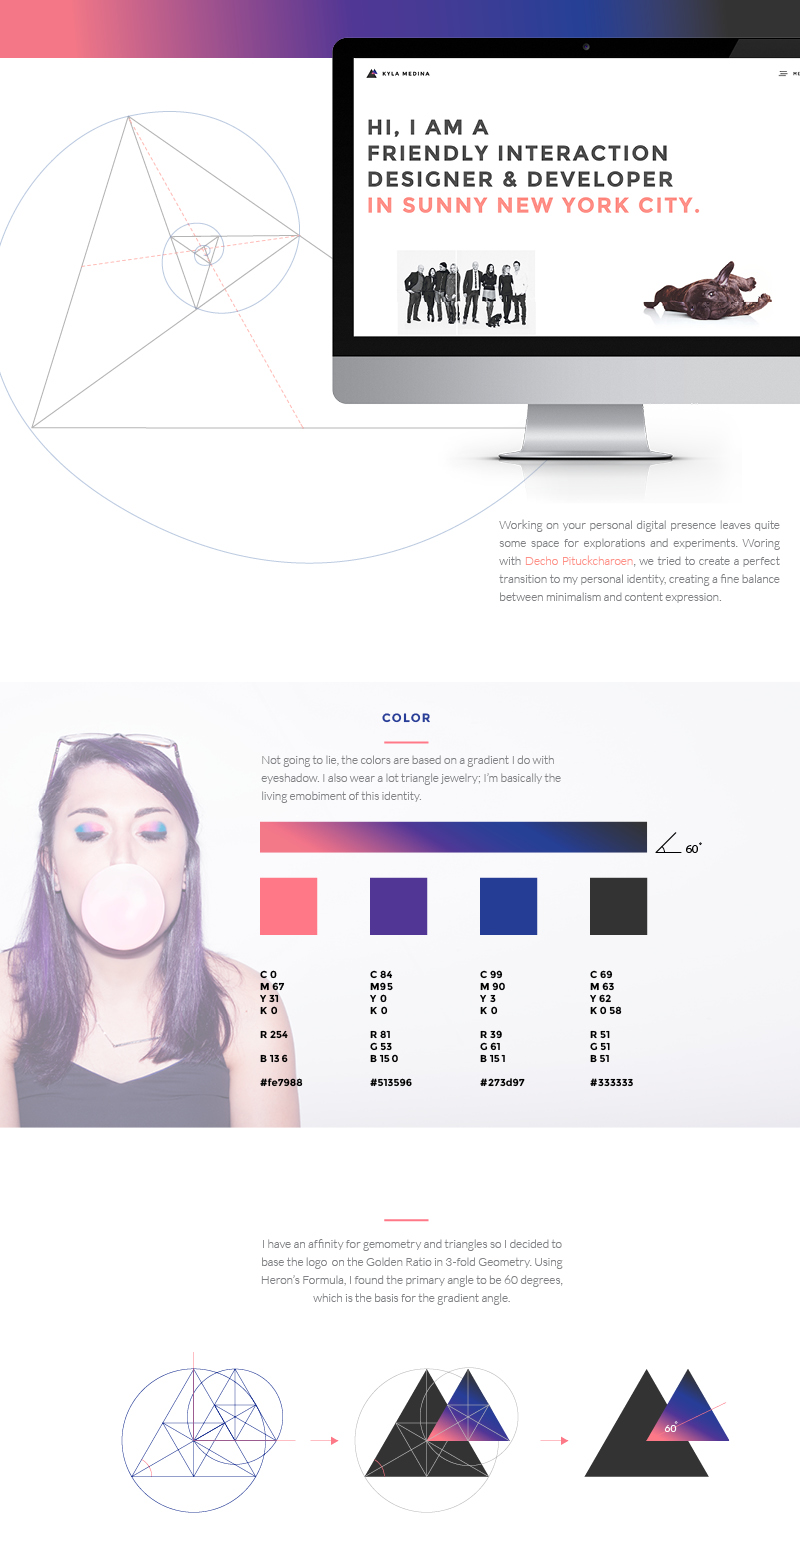 KYLA MEDINA
HI, I AM A
FRIENDLY INTERACTION
DESIGNER & DEVELOPER
IN SUNNY NEW YORK CITY.
Working on your personal digital presence leaves quite
some space for explorations and experiments. Woring
with Decho Pituckcharoen, we tried to create a perfect
transition to my personal identity, creating a fine balance
between minimalism and content expression.
COLOR
Not going to lie, the colors are based on a gradient I do with
eyeshadow. I also wear a lot triangle jewelry; I'm basically the
living emobiment of this identity.
60°
C 0
M 67
Y 31
K 0
R 254
B 13 6
#fe7988
C 84
M95
Y 0
K 0
R 81
G 53
B 15 0
#513596
C 99
M 90
Y 3
K 0
R 39
G 61
B 15 1
#273d97
C 69
M 63
Y 62
K 0 58
R 51
G 51
B 51
#333333
I have an affinity for gemometry and triangles so I decided to
base the logo on the Golden Ratio in 3-fold Geometry. Using
Heron's Formula, I found the primary angle to be 60 degrees,
which is the basis for the gradient angle.
60°